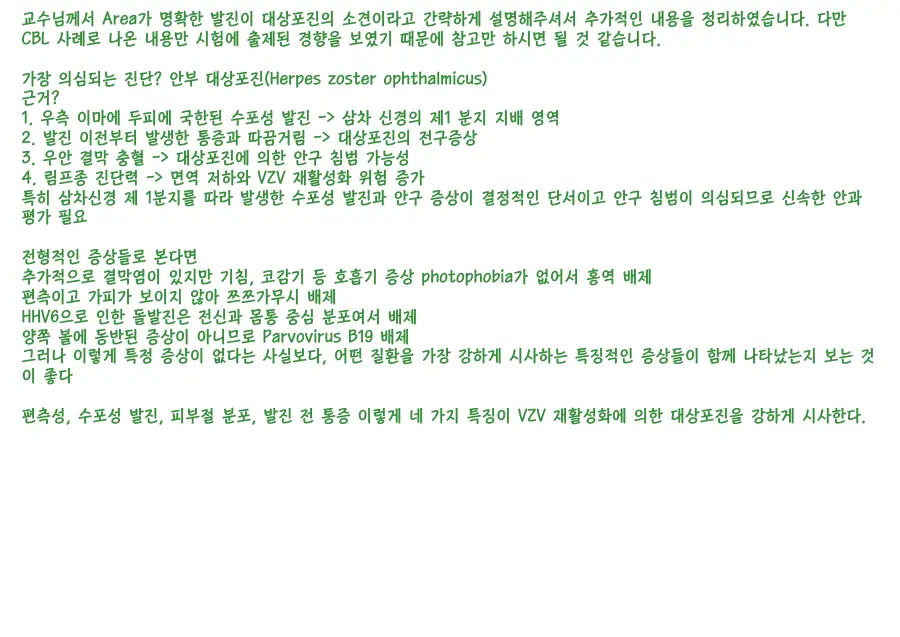 교수님께서 Area가 명확한 발진이 대상포진의 소견이라고 간략하게 설명해주셔서 추가적인 내용을 정리하였습니다. 다만
CBL 사례로 나온 내용만 시험에 출제된 경향을 보였기 때문에 참고만 하시면 될 것 같습니다.
가장 의심되는 진단? 안부 대상포진(Herpes zoster ophthalmicus)
근거?
1. 우측 이마에 두피에 국한된 수포성 발진 -> 삼차 신경의 제1 분지 지배 영역
2. 발진 이전부터 발생한 통증과 따끔거림 -> 대상포진의 전구증상
3. 우안 결막 충혈 -> 대상포진에 의한 안구 침범 가능성
4. 림프종 진단력 -> 면역 저하와 VZV 재활성화 위험 증가
특히 삼차신경 제 1분지를 따라 발생한 수포성 발진과 안구 증상이 결정적인 단서이고 안구 침범이 의심되므로 신속한 안과
평가 필요
전형적인 증상들로 본다면
추가적으로 결막염이 있지만 기침, 코감기 등 호흡기 증상 photophobia가 없어서 홍역 배제
편측이고 가피가 보이지 않아 쯔쯔가무시 배제
HHV6으로 인한 돌발진은 전신과 몸통 중심 분포여서 배제
양쪽 볼에 동반된 증상이 아니므로 Parvovirus B19 배제
그러나 이렇게 특정 증상이 없다는 사실보다, 어떤 질환을 가장 강하게 시사하는 특징적인 증상들이 함께 나타났는지 보는 것
이 좋다
편측성, 수포성 발진, 피부절 분포, 발진 전 통증 이렇게 네 가지 특징이 VZV 재활성화에 의한 대상포진을 강하게 시사한다.